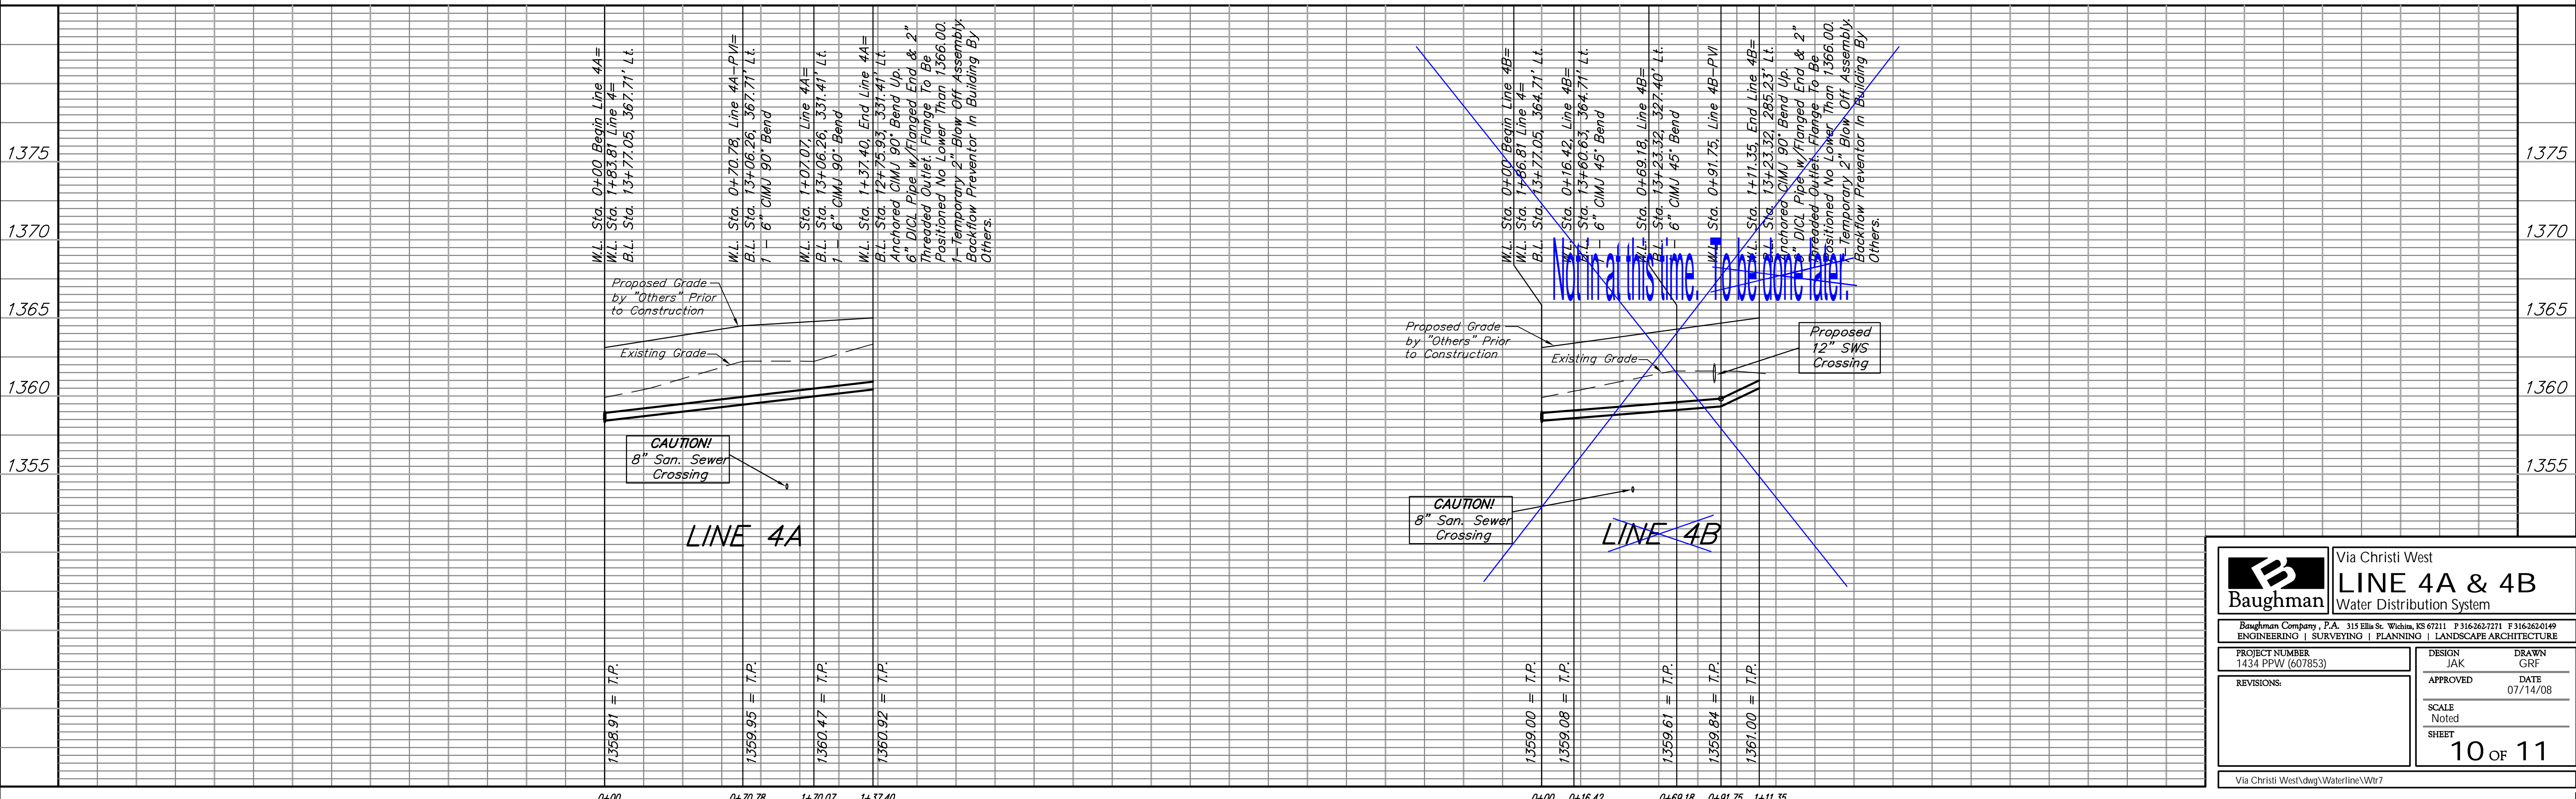 1375
1370
1365
1360
1355
W.L. Sta. 0+00 Begin Line 4A=
W.L. Sta. 1+83.81 Line 4=
B.L. Sta. 13+77.05, 367.71' Lt.
W.L. Sta. 0+70.78, Line 4A-PVI=
B.L. Sta. 13+06.26, 367.71' Lt.
1 - 6" CIMJ 90° Bend
W.L. Sta. 1+07.07, Line 4A=
B.L. Sta. 13+06.26, 331.41' Lt.
1 - 6" CIMJ 90° Bend
W.L. Sta. 1+37.40, End Line 4A=
B.L. Sta. 12+75.93, 331.41' Lt.
Anchored CIMJ 90° Bend Up.
6" DICL Pipe w/Flanged End & 2"
Threaded Outlet. Flange To Be
Positioned No Lower Than 1366.00.
1-Temporary 2" Blow Off Assembly.
Backflow Preventor In Building By
Others.
Proposed Grade
by "Others" Prior
to Construction
Existing Grade
CAUTION!
8" San. Sewer
Crossing
LINE 4A
1358.91 = T.P.
1359.95 = T.P.
1360.47 = T.P.
1360.92 = T.P.
0+00
0+70.78
1+70.07
1+37.40
W.L. Sta. 0+00 Begin Line 4B=
W.L. Sta. 1+86.81 Line 4=
B.L. Sta. 13+77.05, 364.71' Lt.
W.L. Sta. 0+16.42, Line 4B=
B.L. Sta. 13+60.63, 364.71' Lt.
1 - 6" CIMJ 45° Bend
W.L. Sta. 0+69.18, Line 4B=
B.L. Sta. 13+23.32, 327.40' Lt.
1 - 6" CIMJ 45° Bend
W.L. Sta. 0+91.75, Line 4B-PVI
W.L. Sta. 1+11.35, End Line 4B=
B.L. Sta. 13+23.32, 285.23' Lt.
Anchored CIMJ 90° Bend Up.
6" DICL Pipe w/Flanged End & 2"
Threaded Outlet. Flange To Be
Positioned No Lower Than 1366.00.
1-Temporary 2" Blow Off Assembly.
Backflow Preventor In Building By
Others.
Not in at this time. To be done later.
Proposed Grade
by "Others" Prior
to Construction
Existing Grade
Proposed
12" SWS
Crossing
CAUTION!
8" San. Sewer
Crossing
LINE 4B
1359.00 = T.P.
1359.08 = T.P.
1359.61 = T.P.
1359.84 = T.P.
1361.00 = T.P.
0+00
0+16.42
0+69.18
0+91.75
1+11.35
1375
1370
1365
1360
1355
B
Baughman
Via Christi West
LINE 4A & 4B
Water Distribution System
Baughman Company, P.A. 315 Ellis St. Wichita, KS 67211 P 316-262-7271 F 316-262-0149
ENGINEERING | SURVEYING | PLANNING | LANDSCAPE ARCHITECTURE
PROJECT NUMBER
1434 PPW (607853)
REVISIONS:
DESIGN
JAK
DRAWN
GRF
APPROVED
DATE
07/14/08
SCALE
Noted
SHEET
10 OF 11
Via Christi West\dwg\Waterline\Wtr7